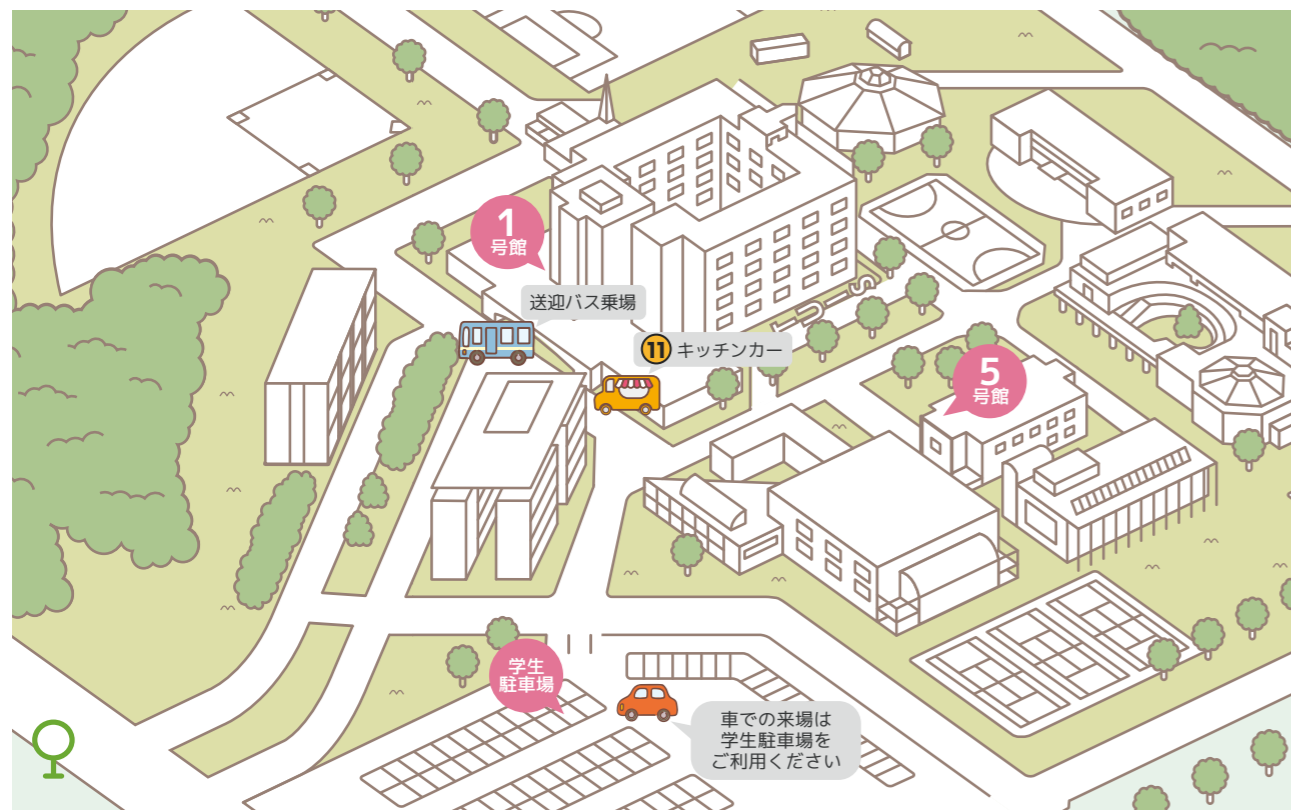 1
号館
送迎バス乗場
11 キッチンカー
5
号館
学生
駐車場
車での来場は
学生駐車場を
ご利用ください